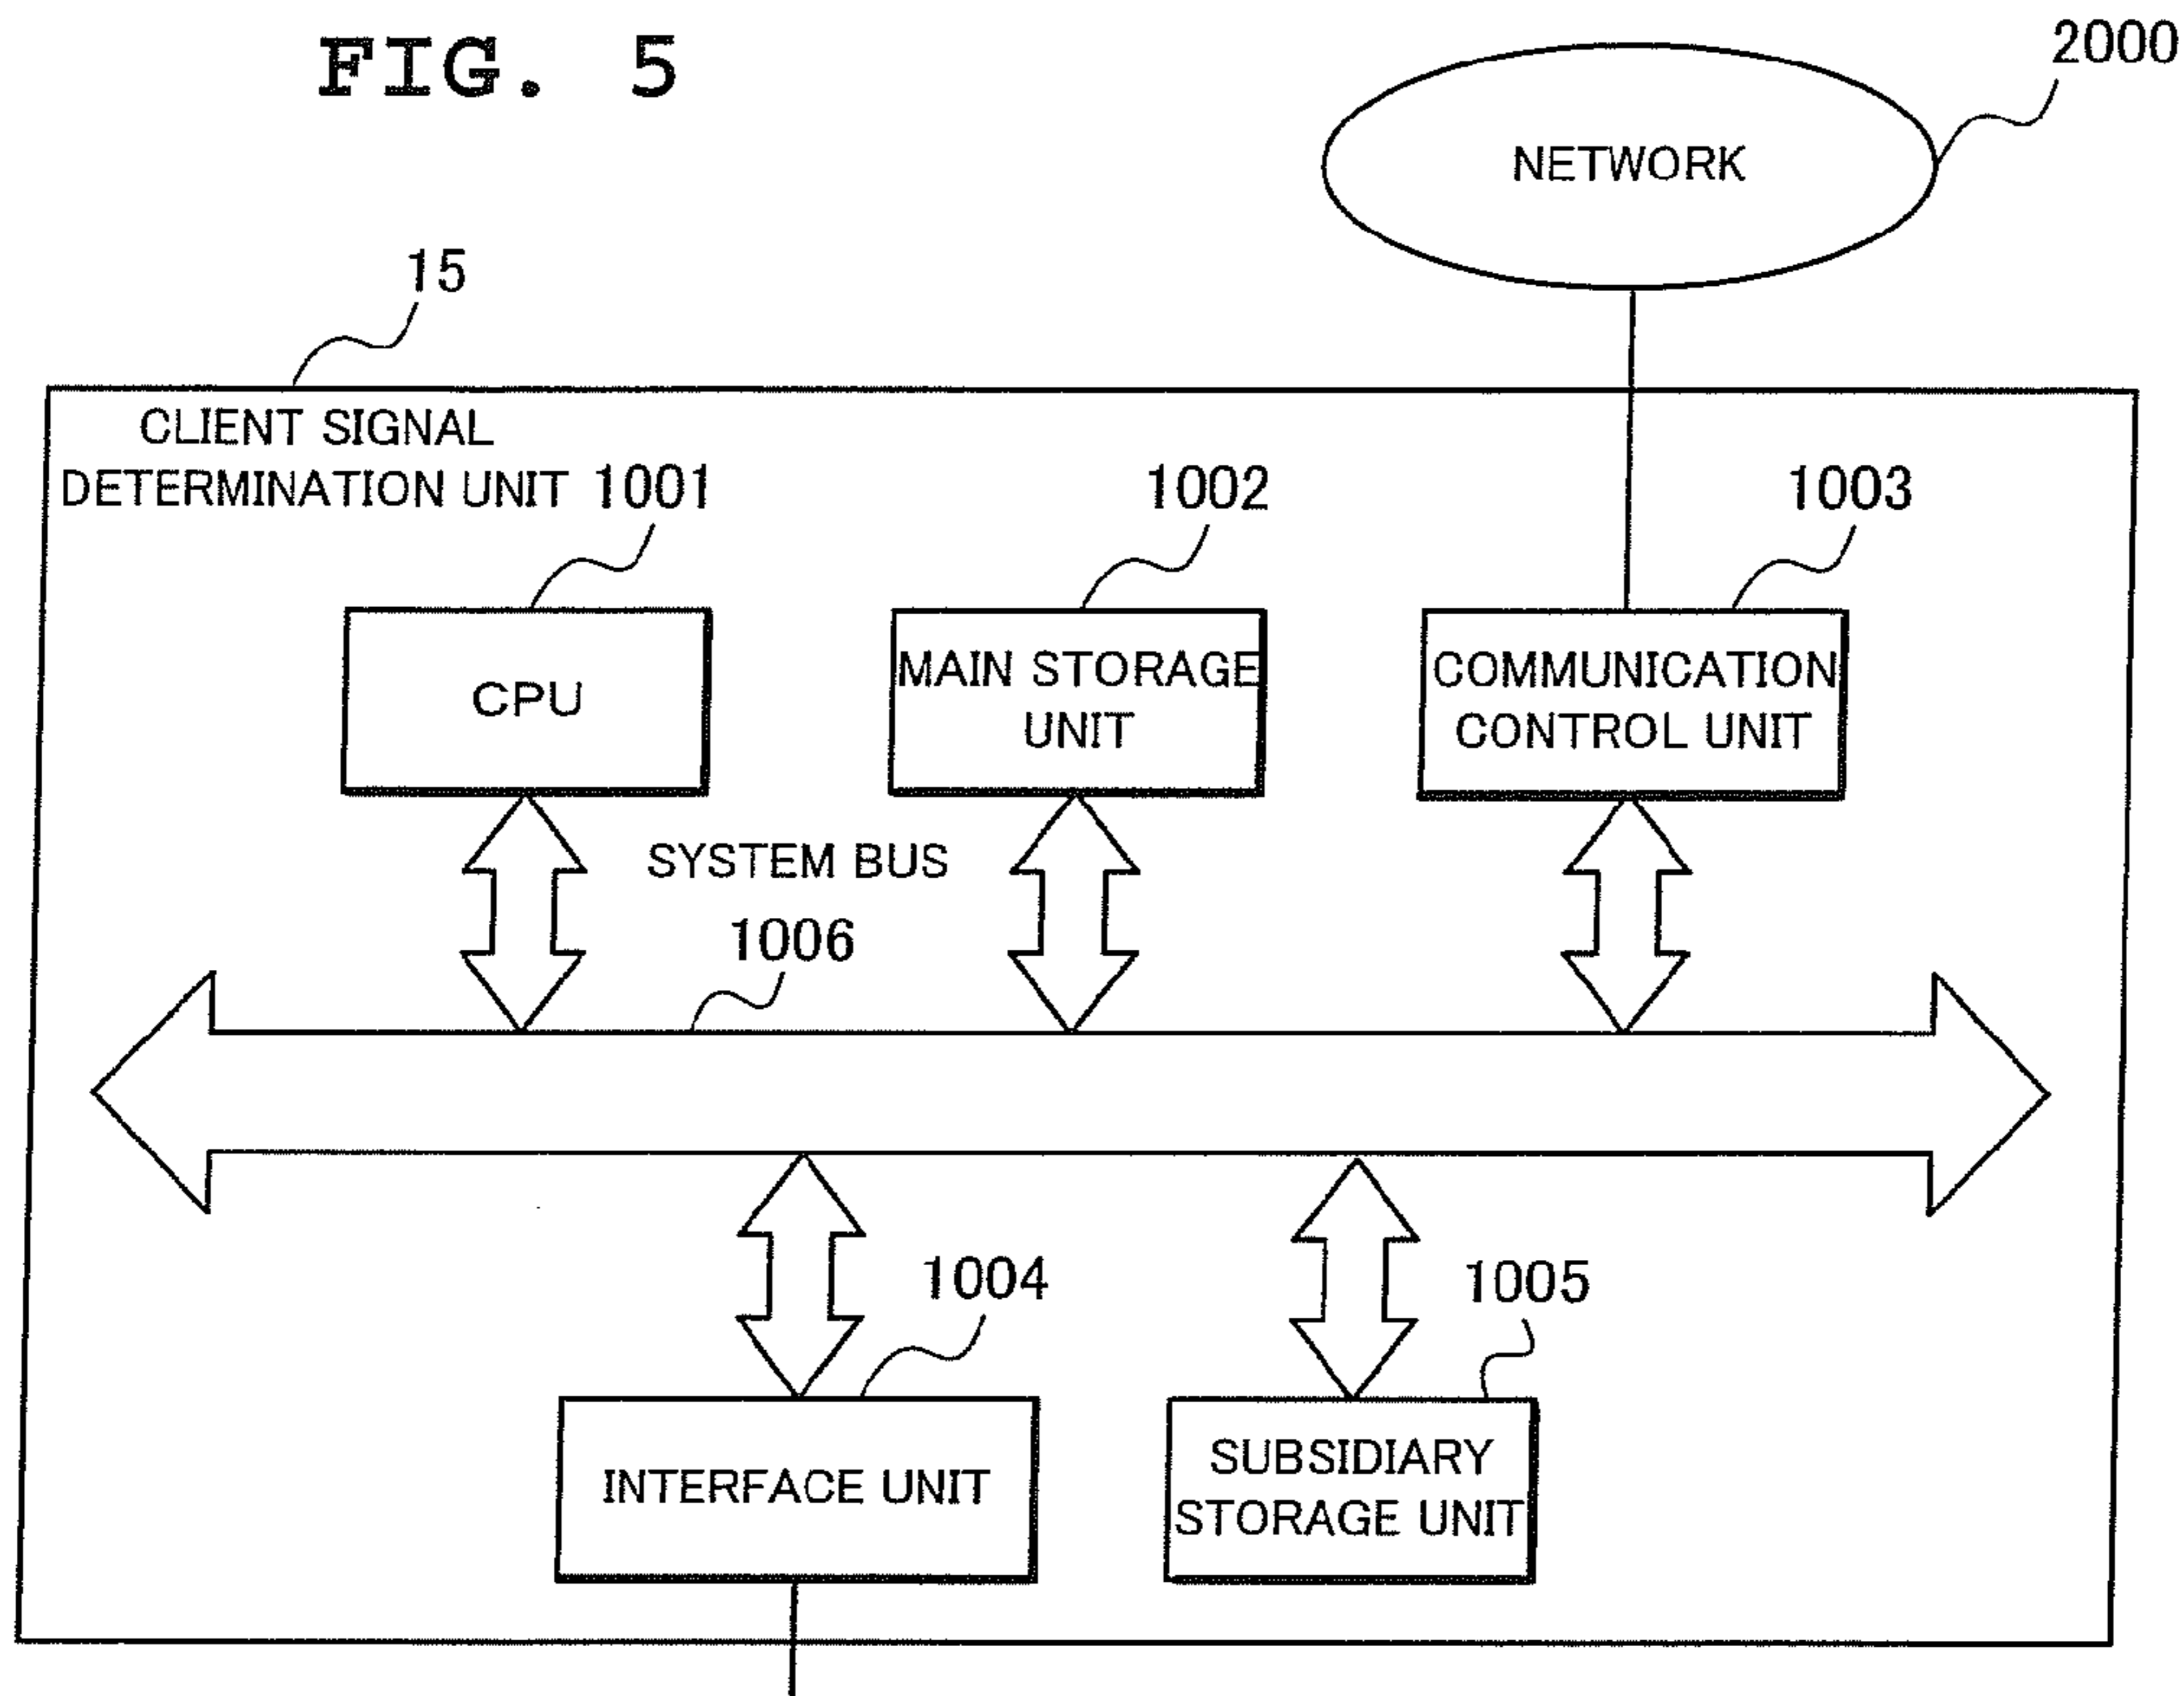 FIG. 5
2000
NETWORK
15
CLIENT SIGNAL
DETERMINATION UNIT
1001
1002
1003
CPU
MAIN STORAGE
UNIT
COMMUNICATION
CONTROL UNIT
SYSTEM BUS
1006
1004
1005
INTERFACE UNIT
SUBSIDIARY
STORAGE UNIT